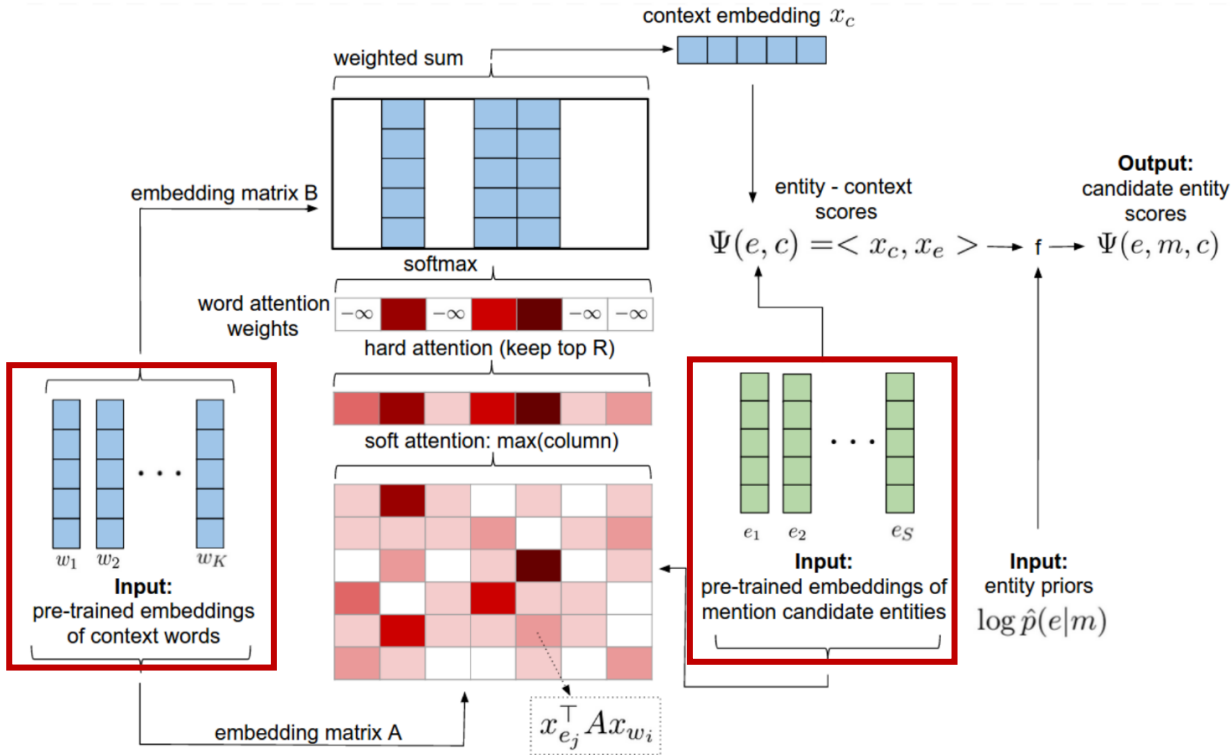 context embedding x_c
weighted sum
embedding matrix B
Output:
candidate entity
scores
entity - context
scores
Ψ(e, c) =< x_c, x_e >
f
Ψ(e, m, c)
softmax
word attention
weights
−∞ −∞ −∞ −∞
hard attention (keep top R)
soft attention: max(column)
w_1 w_2 ... w_K
Input:
pre-trained embeddings
of context words
e_1 e_2 ... e_S
Input:
pre-trained embeddings of
mention candidate entities
Input:
entity priors
log p̂(e|m)
embedding matrix A
x_{e_j}^⊤ A x_{w_i}